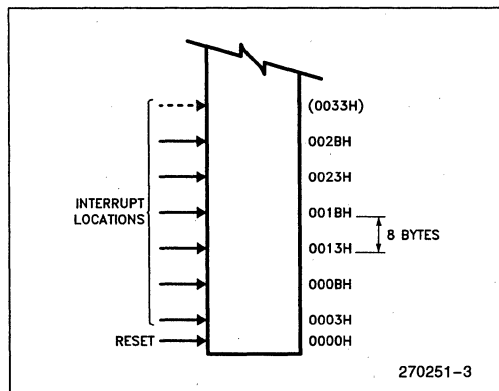 (0033H)
002BH
0023H
INTERRUPT
LOCATIONS
001BH
8 BYTES
0013H
000BH
0003H
RESET
0000H
270251-3